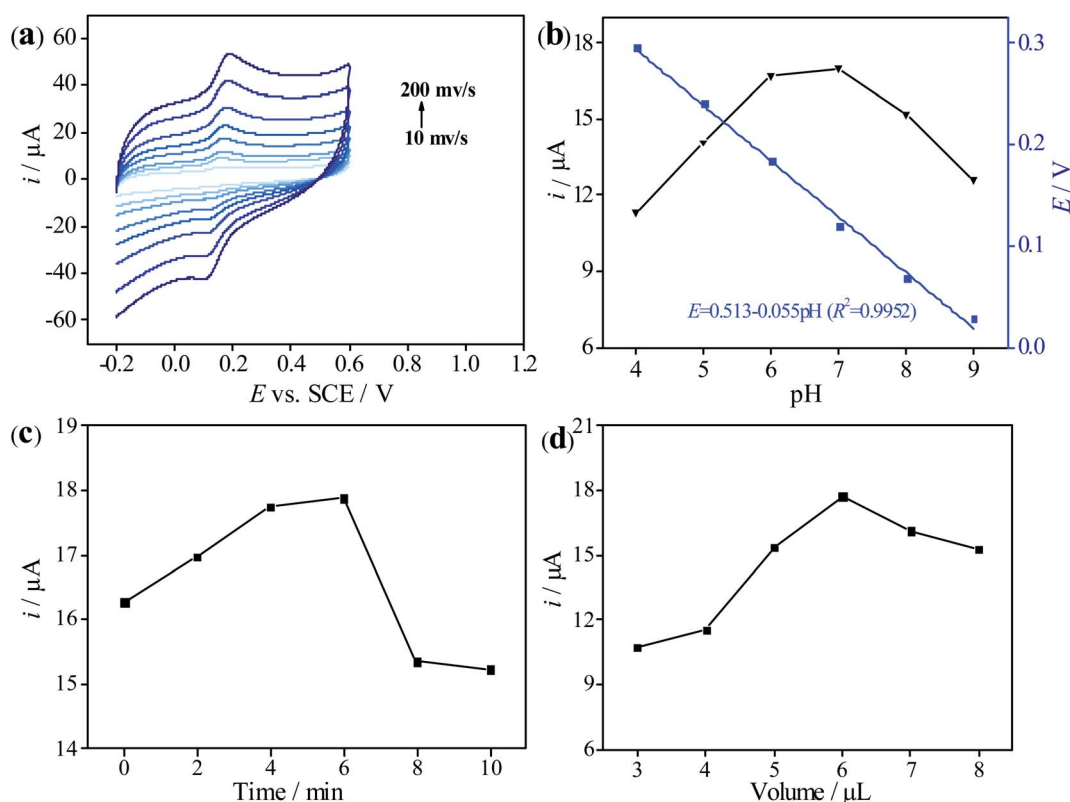 (a)
60
40
20
0
-20
-40
-60
i / µA
200 mv/s
10 mv/s
-0.2 0.0 0.2 0.4 0.6 0.8 1.0 1.2
E vs. SCE / V
(b)
18
15
12
9
6
i / µA
0.3
0.2
0.1
0.0
E / V
E=0.513-0.055pH (R²=0.9952)
4 5 6 7 8 9
pH
(c)
19
18
17
16
15
14
i / µA
0 2 4 6 8 10
Time / min
(d)
21
18
15
12
9
6
i / µA
3 4 5 6 7 8
Volume / µL